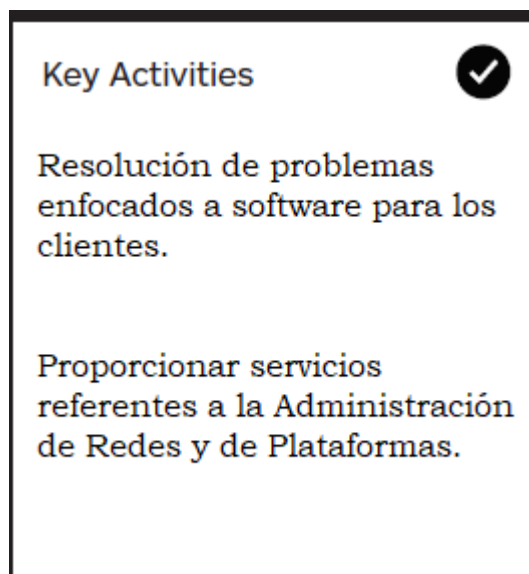 Key Activities
Resolución de problemas
enfocados a software para los
clientes.
Proporcionar servicios
referentes a la Administración
de Redes y de Plataformas.